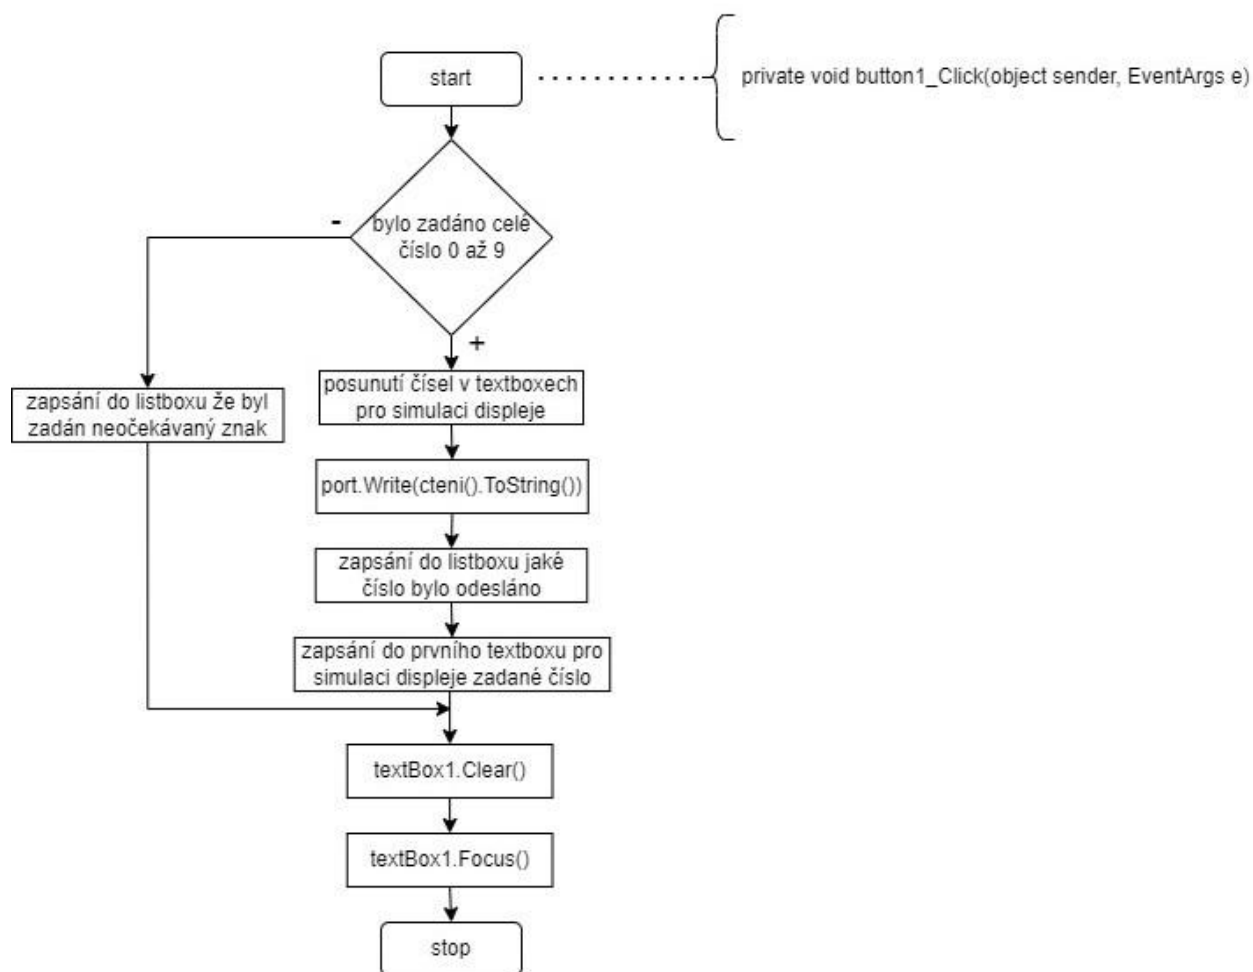 start
private void button1_Click(object sender, EventArgs e)
-
bylo zadáno celé
číslo 0 až 9
+
posunutí čísel v textboxech
pro simulaci displeje
zapsání do listboxu že byl
zadán neočekávaný znak
port.Write(cteni().ToString())
zapsání do listboxu jaké
číslo bylo odesláno
zapsání do prvního textboxu pro
simulaci displeje zadané číslo
textBox1.Clear()
textBox1.Focus()
stop